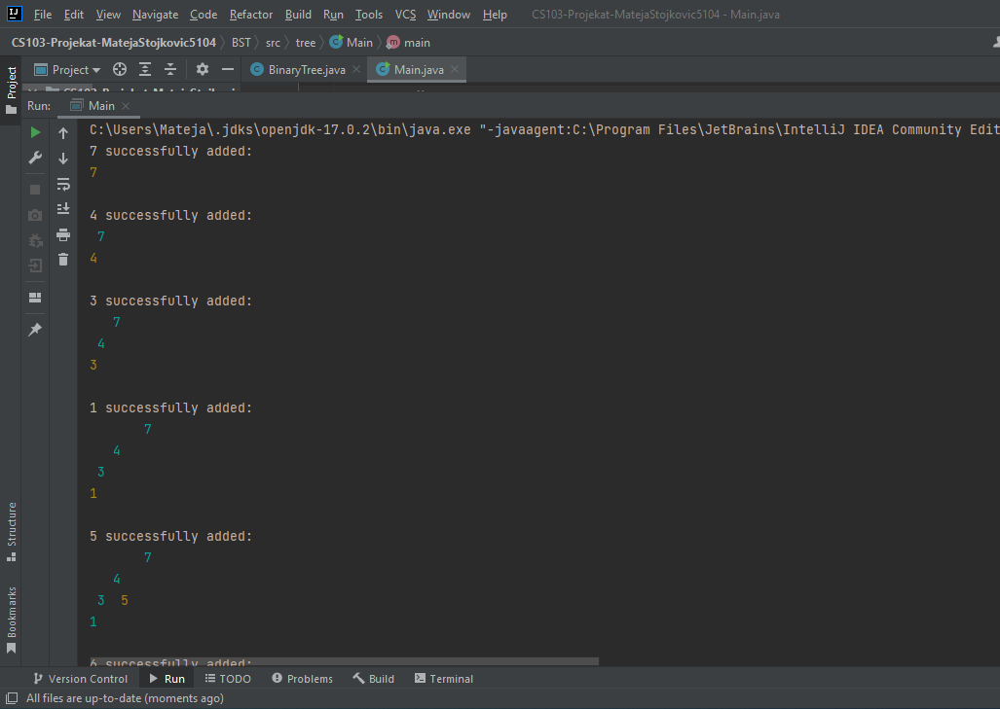 File Edit View Navigate Code Refactor Build Run Tools VCS Window Help CS103-Projekat-MatejaStojkovic5104 - Main.java
CS103-Projekat-MatejaStojkovic5104 BST src tree Main main
Project BinaryTree.java Main.java
Project
Run: Main
C:\Users\Mateja\.jdks\openjdk-17.0.2\bin\java.exe "-javaagent:C:\Program Files\JetBrains\IntelliJ IDEA Community Edit
7 successfully added:
7
4 successfully added:
7
4
3 successfully added:
7
4
3
1 successfully added:
7
4
3
1
5 successfully added:
7
4
3 5
1
6 successfully added:
Structure
Bookmarks
Version Control Run TODO Problems Build Terminal
All files are up-to-date (moments ago)